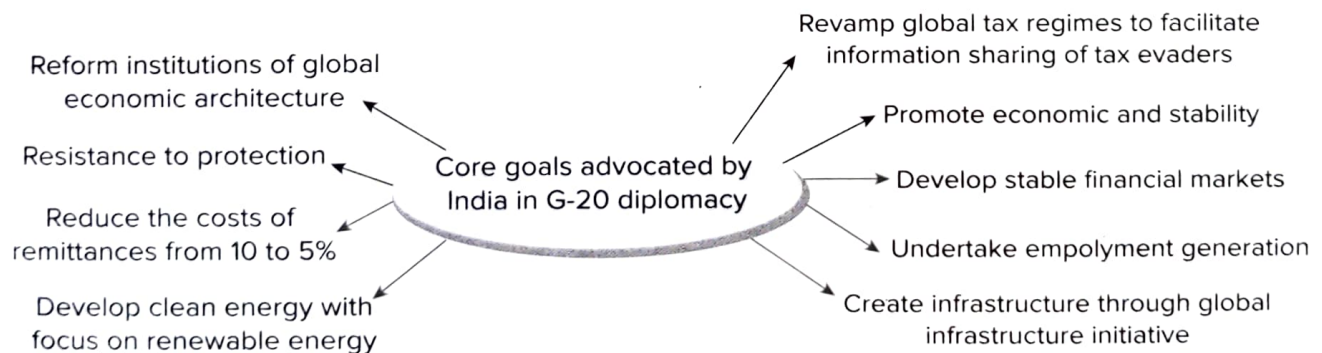 Core goals advocated by
India in G-20 diplomacy
Reform institutions of global
economic architecture
Resistance to protection
Reduce the costs of
remittances from 10 to 5%
Develop clean energy with
focus on renewable energy
Revamp global tax regimes to facilitate
information sharing of tax evaders
Promote economic and stability
Develop stable financial markets
Undertake empolyment generation
Create infrastructure through global
infrastructure initiative